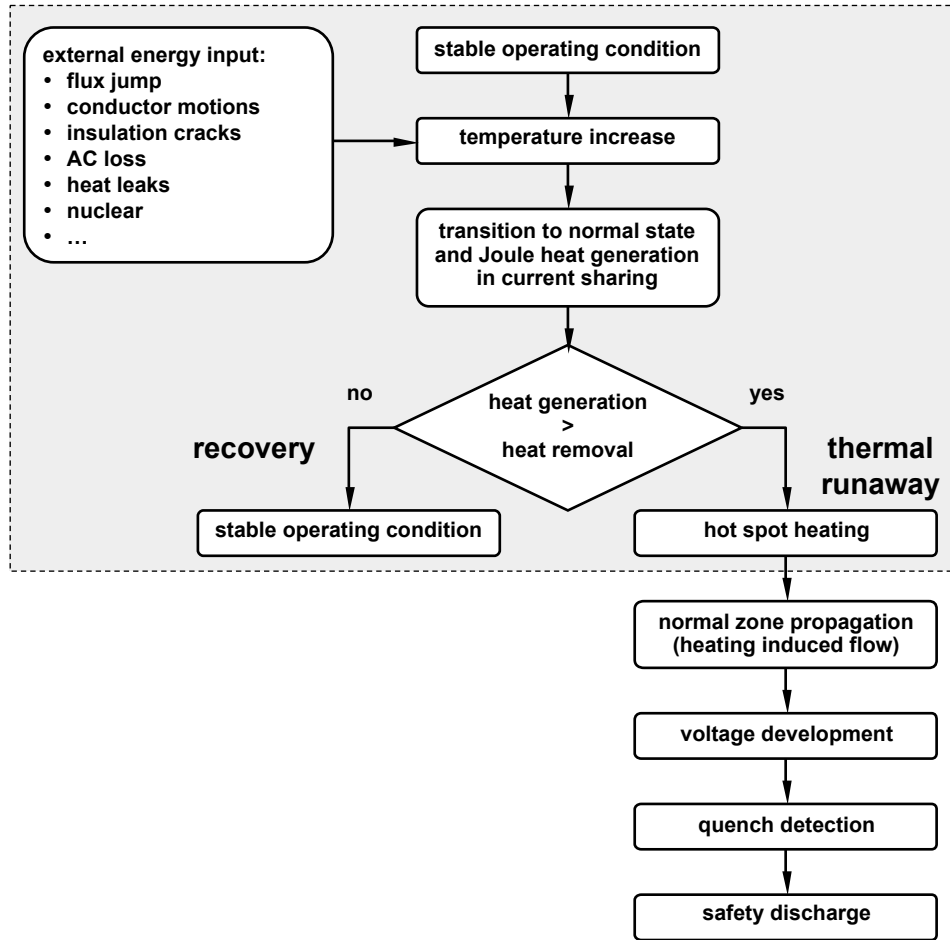 external energy input:
• flux jump
• conductor motions
• insulation cracks
• AC loss
• heat leaks
• nuclear
• …
stable operating condition
temperature increase
transition to normal state
and Joule heat generation
in current sharing
heat generation
>
heat removal
no
yes
recovery
thermal
runaway
stable operating condition
hot spot heating
normal zone propagation
(heating induced flow)
voltage development
quench detection
safety discharge